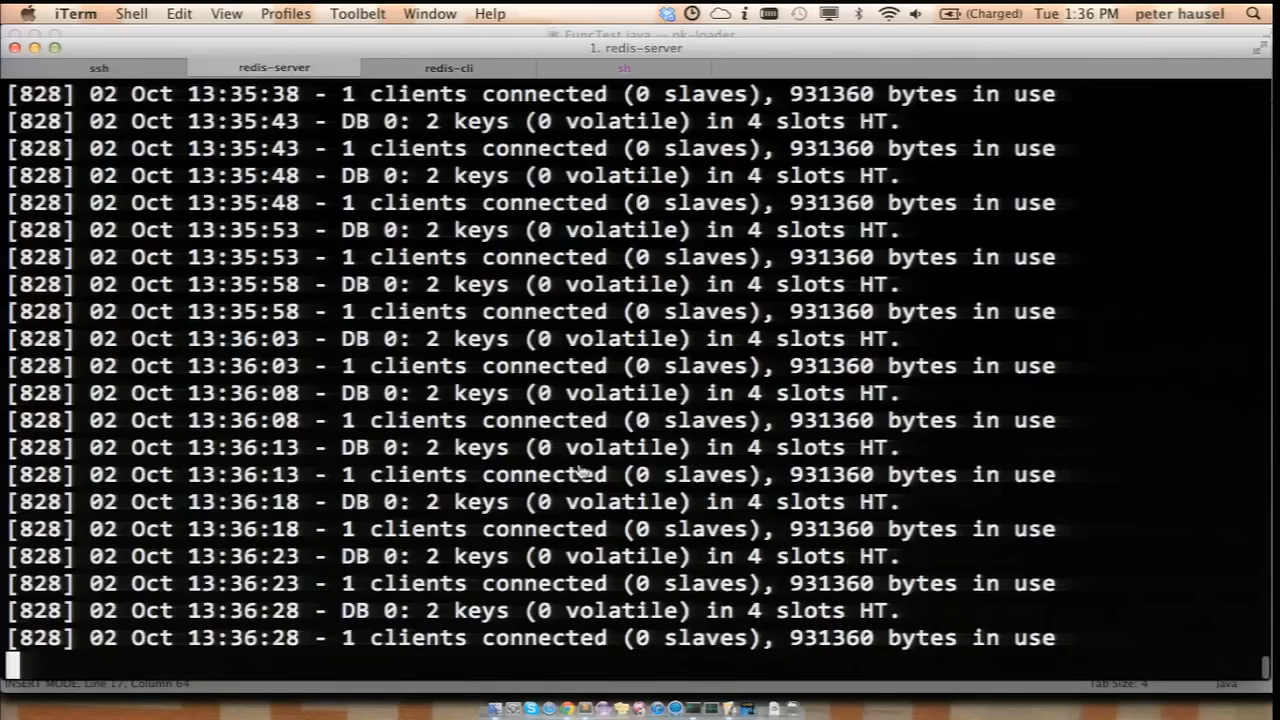 iTerm Shell Edit View Profiles Toolbelt Window Help (Charged) Tue 1:36 PM peter hausel
FuncTest.java — nk-loader
1. redis-server
ssh redis-server redis-cli sh
[828] 02 Oct 13:35:38 - 1 clients connected (0 slaves), 931360 bytes in use
[828] 02 Oct 13:35:43 - DB 0: 2 keys (0 volatile) in 4 slots HT.
[828] 02 Oct 13:35:43 - 1 clients connected (0 slaves), 931360 bytes in use
[828] 02 Oct 13:35:48 - DB 0: 2 keys (0 volatile) in 4 slots HT.
[828] 02 Oct 13:35:48 - 1 clients connected (0 slaves), 931360 bytes in use
[828] 02 Oct 13:35:53 - DB 0: 2 keys (0 volatile) in 4 slots HT.
[828] 02 Oct 13:35:53 - 1 clients connected (0 slaves), 931360 bytes in use
[828] 02 Oct 13:35:58 - DB 0: 2 keys (0 volatile) in 4 slots HT.
[828] 02 Oct 13:35:58 - 1 clients connected (0 slaves), 931360 bytes in use
[828] 02 Oct 13:36:03 - DB 0: 2 keys (0 volatile) in 4 slots HT.
[828] 02 Oct 13:36:03 - 1 clients connected (0 slaves), 931360 bytes in use
[828] 02 Oct 13:36:08 - DB 0: 2 keys (0 volatile) in 4 slots HT.
[828] 02 Oct 13:36:08 - 1 clients connected (0 slaves), 931360 bytes in use
[828] 02 Oct 13:36:13 - DB 0: 2 keys (0 volatile) in 4 slots HT.
[828] 02 Oct 13:36:13 - 1 clients connected (0 slaves), 931360 bytes in use
[828] 02 Oct 13:36:18 - DB 0: 2 keys (0 volatile) in 4 slots HT.
[828] 02 Oct 13:36:18 - 1 clients connected (0 slaves), 931360 bytes in use
[828] 02 Oct 13:36:23 - DB 0: 2 keys (0 volatile) in 4 slots HT.
[828] 02 Oct 13:36:23 - 1 clients connected (0 slaves), 931360 bytes in use
[828] 02 Oct 13:36:28 - DB 0: 2 keys (0 volatile) in 4 slots HT.
[828] 02 Oct 13:36:28 - 1 clients connected (0 slaves), 931360 bytes in use
INSERT MODE, Line 17, Column 64 Tab Size: 4 Java